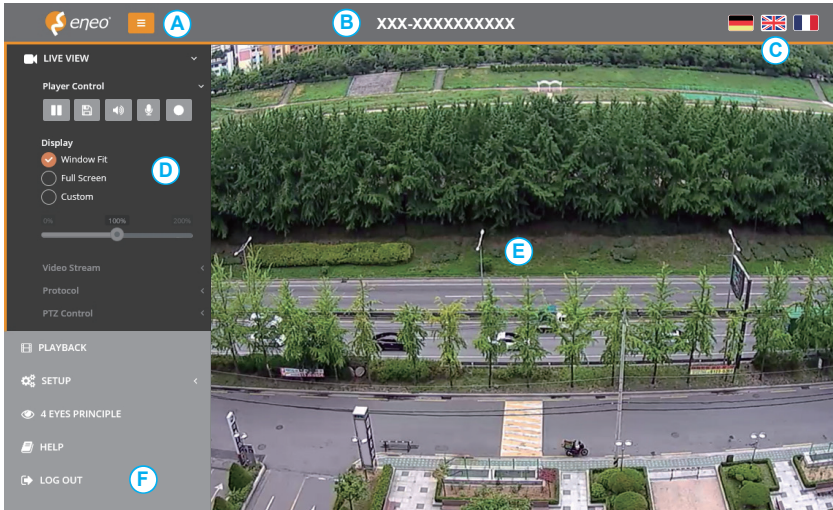 eneo
A
B
XXX-XXXXXXXXXX
C
LIVE VIEW
Player Control
Display
Window Fit
D
Full Screen
Custom
0% 100% 200%
E
Video Stream
Protocol
PTZ Control
PLAYBACK
SETUP
4 EYES PRINCIPLE
HELP
LOG OUT
F